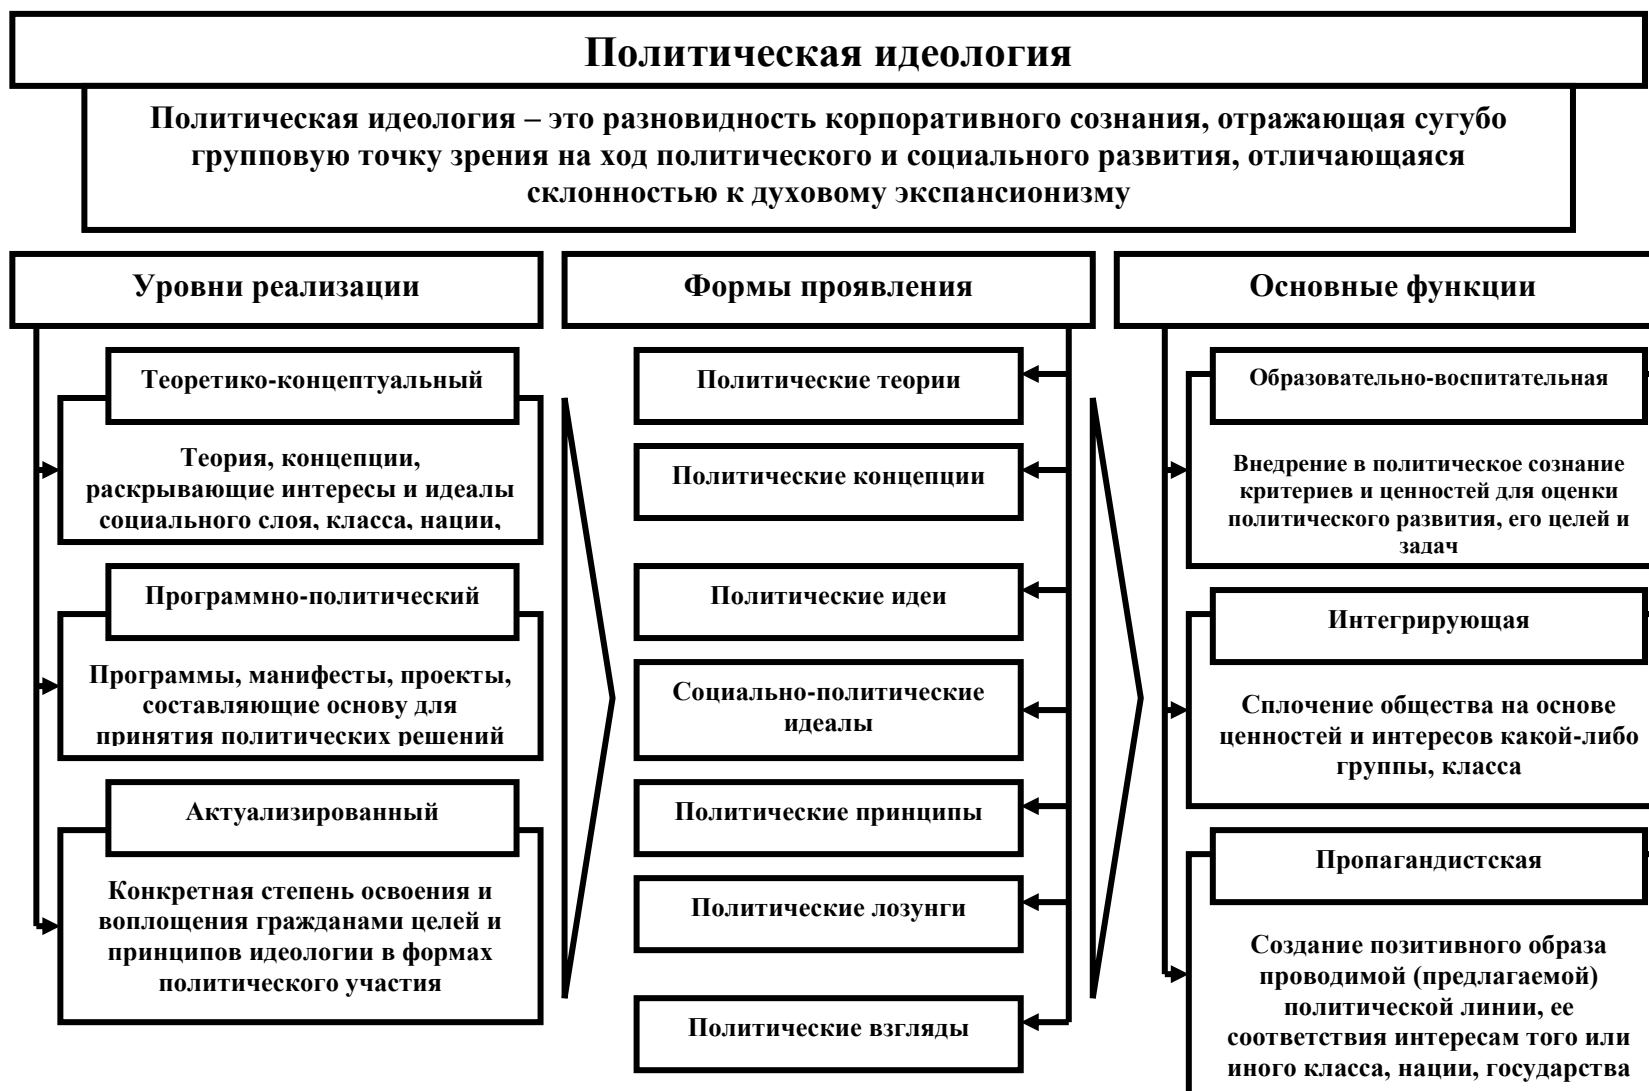 Политическая идеология
Политическая идеология – это разновидность корпоративного сознания, отражающая сугубо
групповую точку зрения на ход политического и социального развития, отличающаяся
склонностью к духовому экспансионизму
Уровни реализации
Теоретико-концептуальный
Теория, концепции,
раскрывающие интересы и идеалы
социального слоя, класса, нации,
Программно-политический
Программы, манифесты, проекты,
составляющие основу для
принятия политических решений
Актуализированный
Конкретная степень освоения и
воплощения гражданами целей и
принципов идеологии в формах
политического участия
Формы проявления
Политические теории
Политические концепции
Политические идеи
Социально-политические
идеалы
Политические принципы
Политические лозунги
Политические взгляды
Основные функции
Образовательно-воспитательная
Внедрение в политическое сознание
критериев и ценностей для оценки
политического развития, его целей и
задач
Интегрирующая
Сплочение общества на основе
ценностей и интересов какой-либо
группы, класса
Пропагандистская
Создание позитивного образа
проводимой (предлагаемой)
политической линии, ее
соответствия интересам того или
иного класса, нации, государства